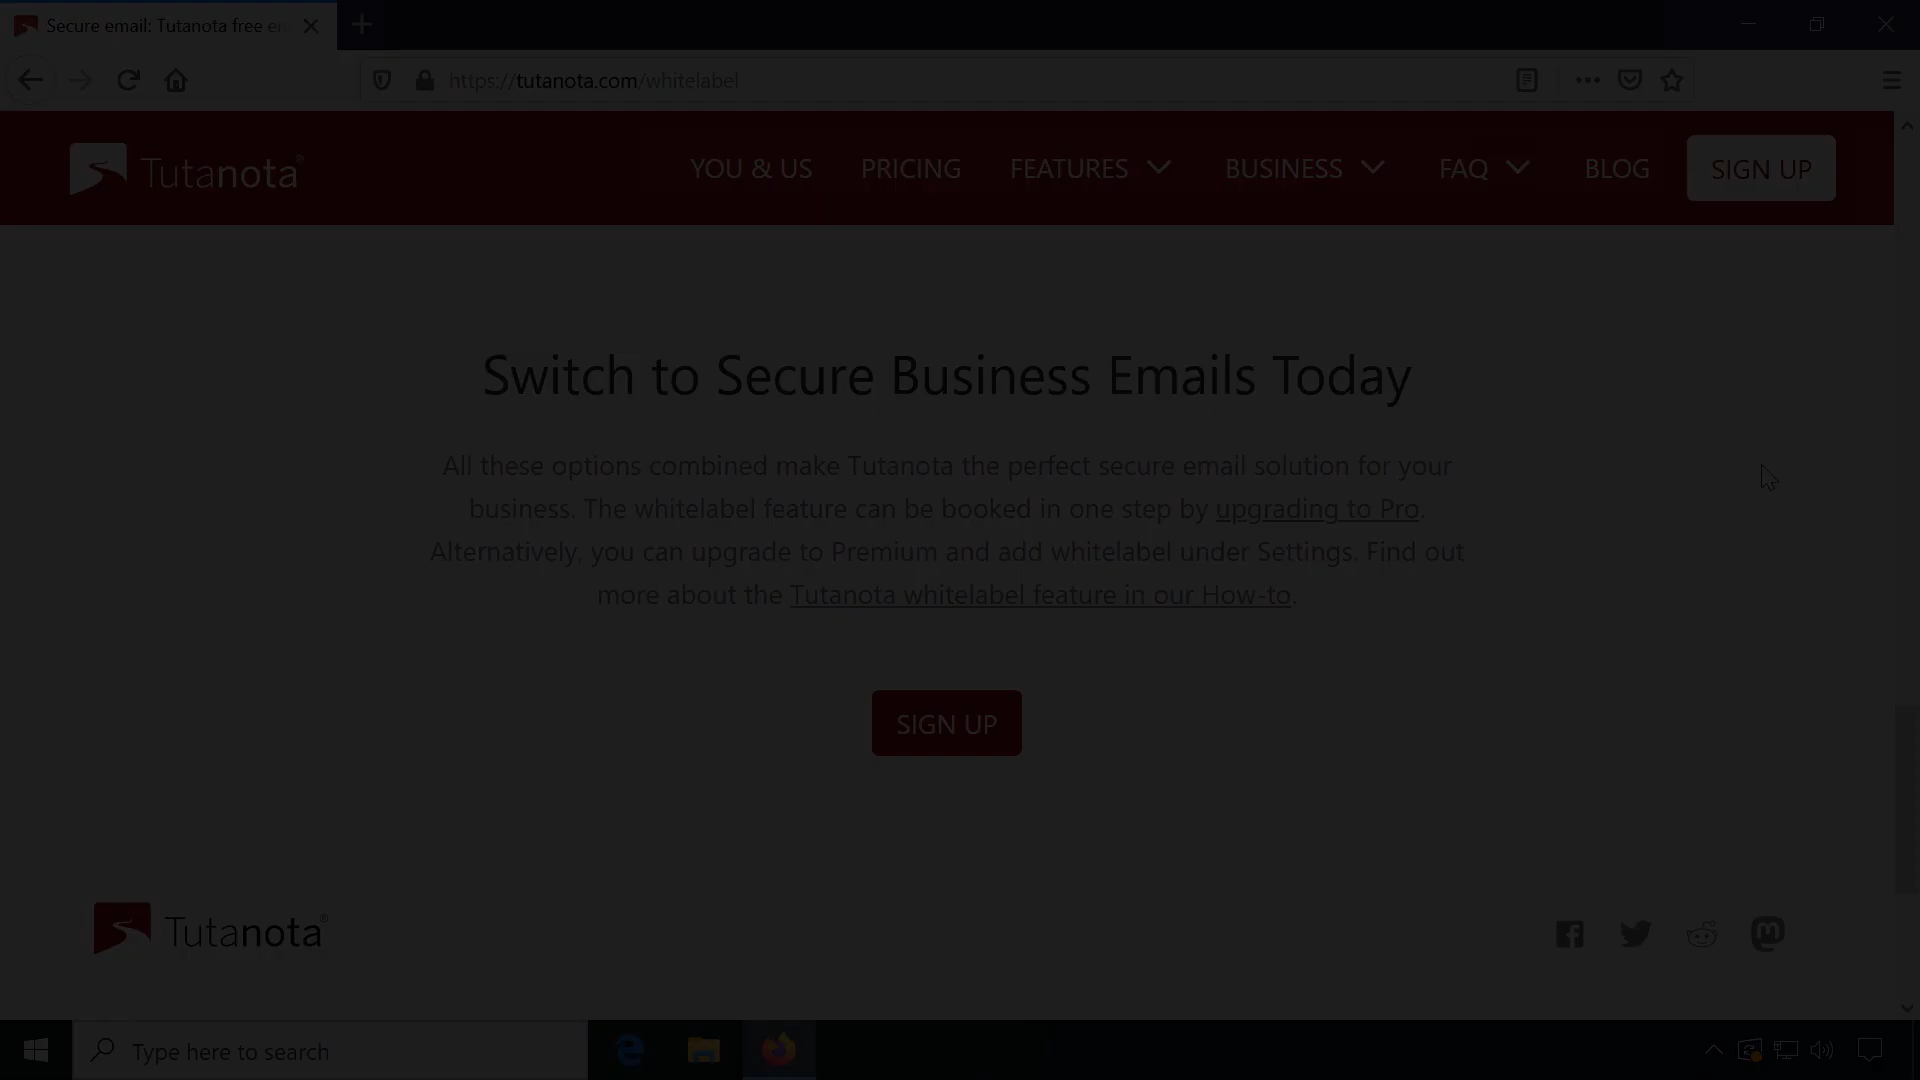 Secure email: Tutanota free e
https://tutanota.com/whitelabel
Tutanota®
YOU & US
PRICING
FEATURES
BUSINESS
FAQ
BLOG
SIGN UP
Switch to Secure Business Emails Today
All these options combined make Tutanota the perfect secure email solution for your
business. The whitelabel feature can be booked in one step by upgrading to Pro.
Alternatively, you can upgrade to Premium and add whitelabel under Settings. Find out
more about the Tutanota whitelabel feature in our How-to.
SIGN UP
Tutanota®
Type here to search